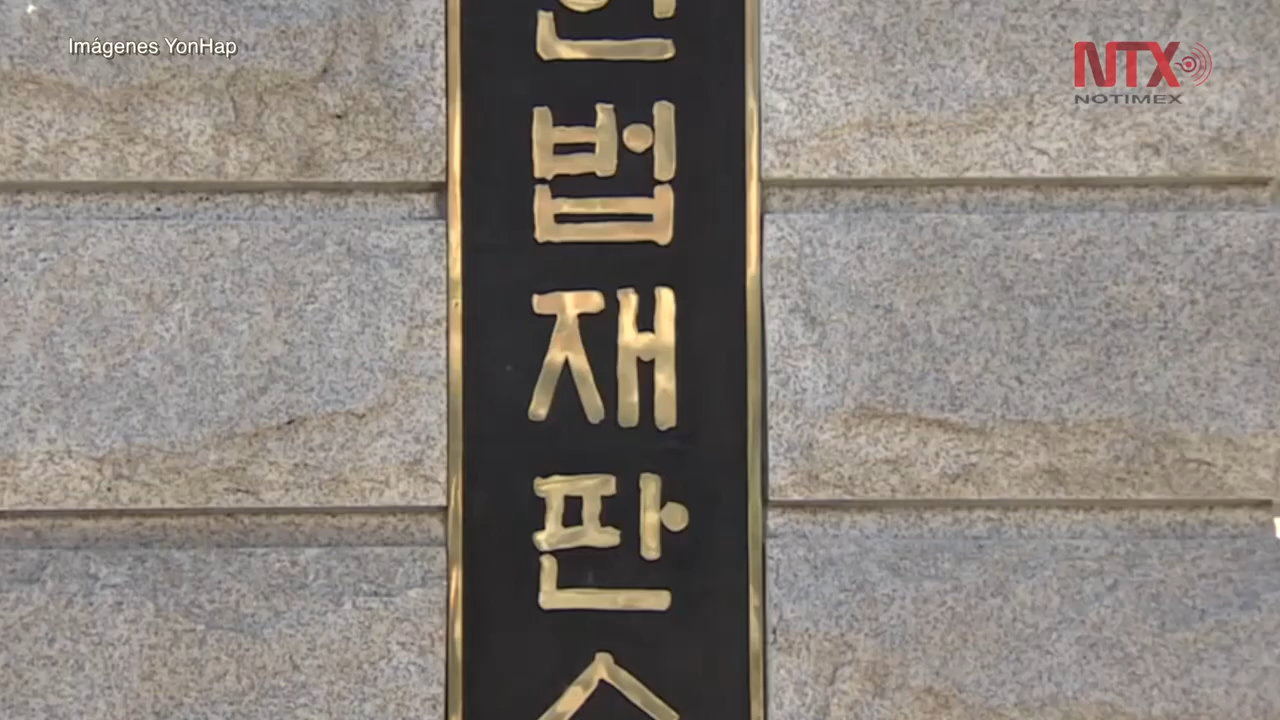 Imágenes YonHap
NTX
NOTIMEX
법
재
판